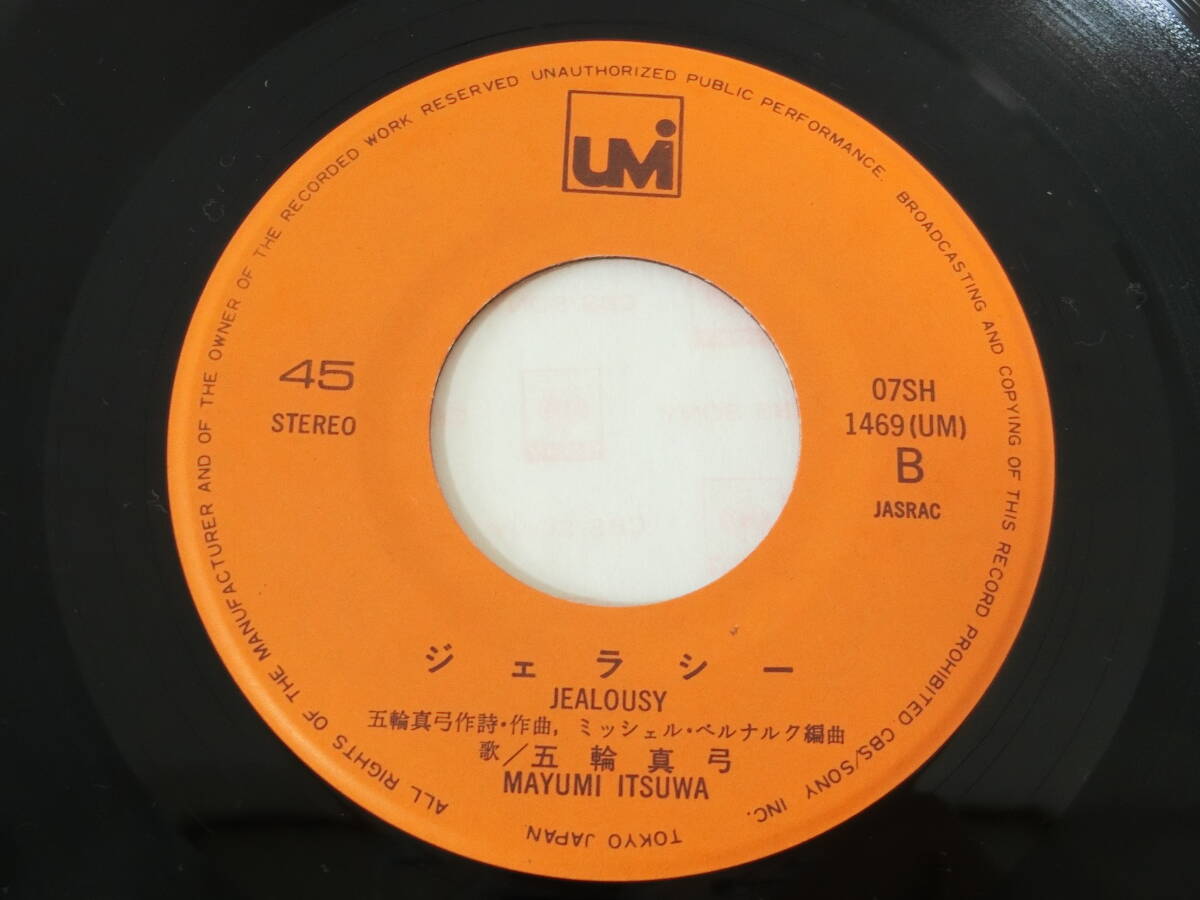 UMi
45
STEREO
07SH
1469(UM)
B
JASRAC
ジェラシー
JEALOUSY
五輪真弓作詩・作曲, ミッシェル・ベルナルク編曲
歌/五輪真弓
MAYUMI ITSUWA
ALL RIGHTS OF THE MANUFACTURER AND OF THE OWNER OF THE RECORDED WORK RESERVED UNAUTHORIZED PUBLIC PERFORMANCE. BROADCASTING AND COPYING OF THIS RECORD PROHIBITED CBS/SONY INC.
TOKYO JAPAN